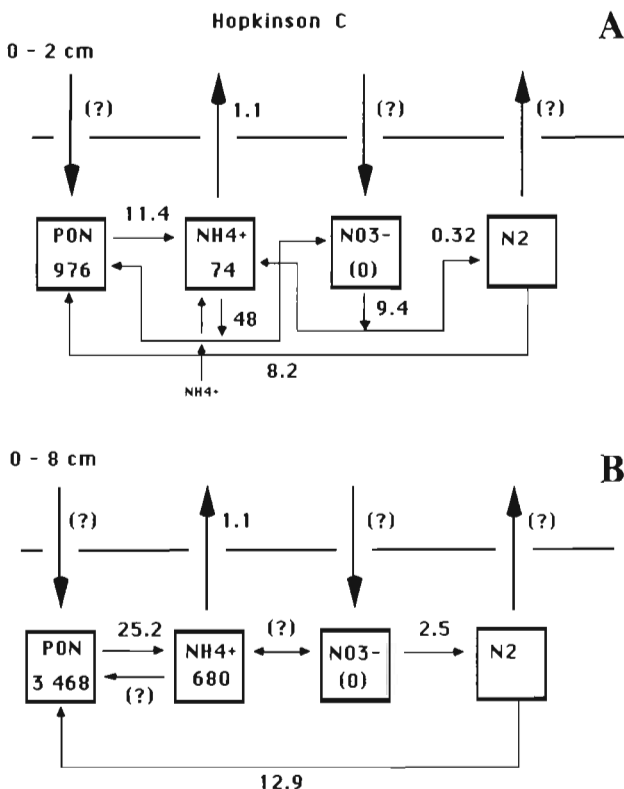 Hopkinson C
A
0 - 2 cm
(?) 1.1 (?) (?)
11.4 0.32
PON NH4+ NO3- N2
976 74 (0)
48 9.4
8.2
NH4+
0 - 8 cm
B
(?) 1.1 (?) (?)
25.2 (?) 2.5
PON NH4+ NO3- N2
3 468 680 (0)
(?)
12.9